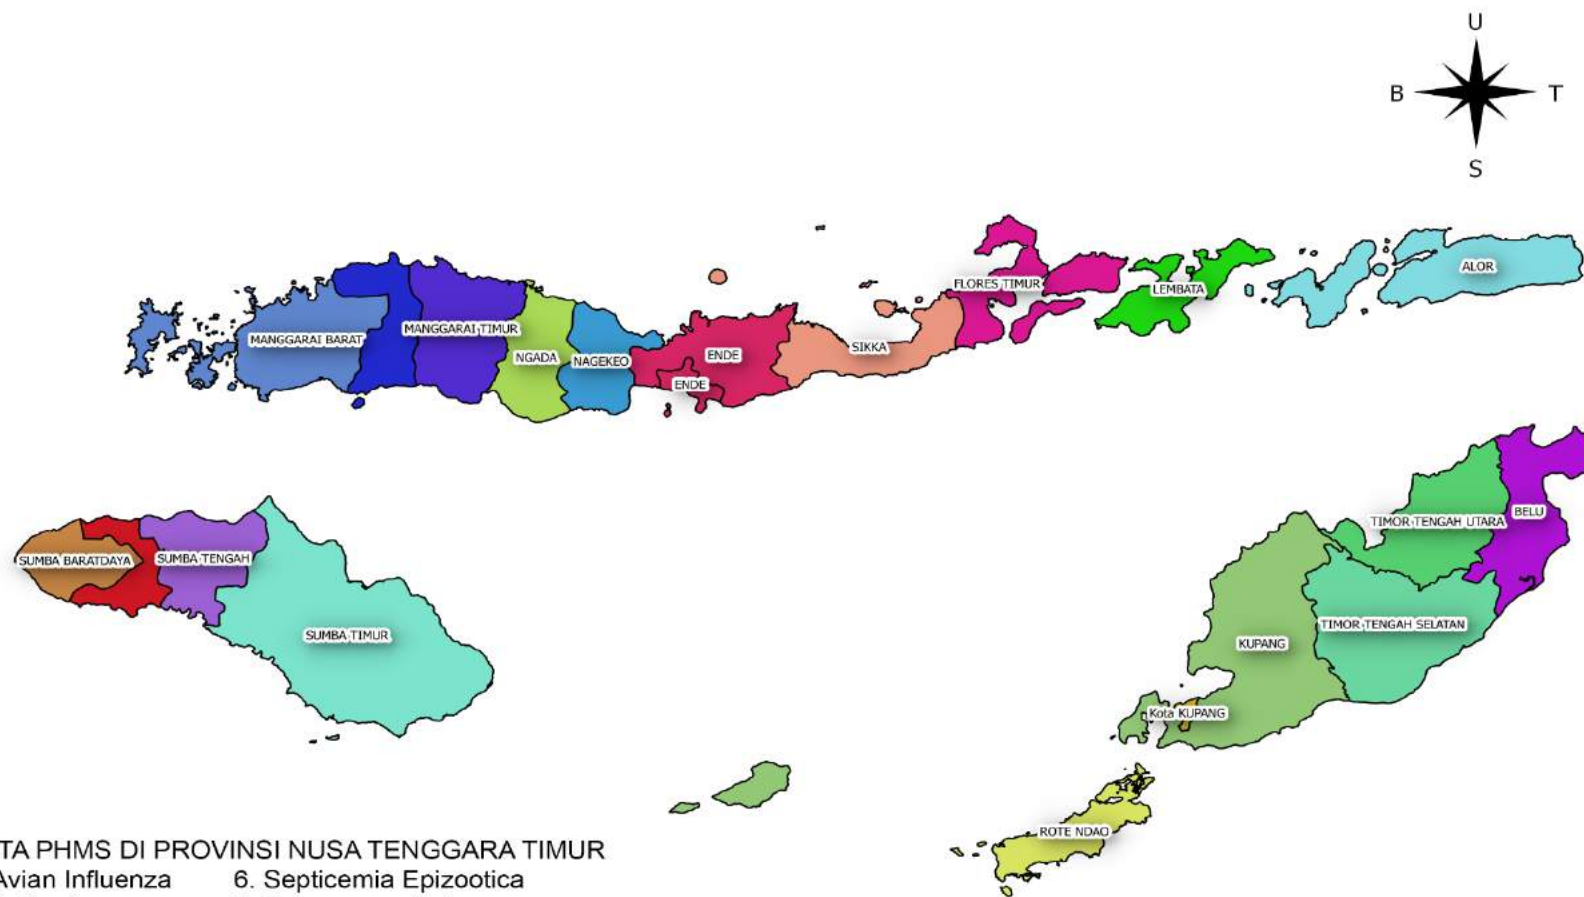 U
B T
S
FLORES TIMUR
ALOR
LEMBATA
MANGGARAI TIMUR
MANGGARAI BARAT
SIKKA
NGADA
NAGEKEO
ENDE
ENDE
BELU
TIMOR TENGAH UTARA
SUMBA BARATDAYA
SUMBA TENGAH
TIMOR TENGAH SELATAN
SUMBA TIMUR
KUPANG
Kota KUPANG
ROTE NDAO
TA PHMS DI PROVINSI NUSA TENGGARA TIMUR
Avian Influenza 6. Septicemia Epizootica